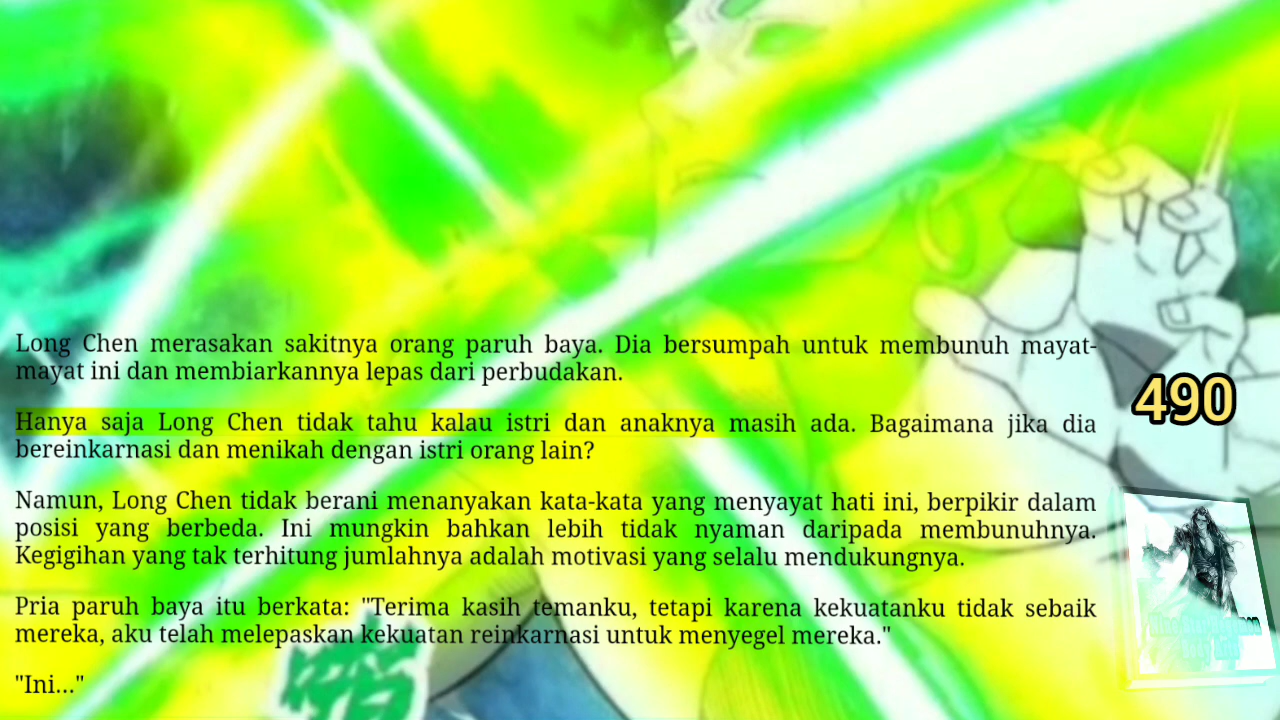 Long Chen merasakan sakitnya orang paruh baya. Dia bersumpah untuk membunuh mayat-
mayat ini dan membiarkannya lepas dari perbudakan.
Hanya saja Long Chen tidak tahu kalau istri dan anaknya masih ada. Bagaimana jika dia
bereinkarnasi dan menikah dengan istri orang lain?
Namun, Long Chen tidak berani menanyakan kata-kata yang menyayat hati ini, berpikir dalam
posisi yang berbeda. Ini mungkin bahkan lebih tidak nyaman daripada membunuhnya.
Kegigihan yang tak terhitung jumlahnya adalah motivasi yang selalu mendukungnya.
Pria paruh baya itu berkata: "Terima kasih temanku, tetapi karena kekuatanku tidak sebaik
mereka, aku telah melepaskan kekuatan reinkarnasi untuk menyegel mereka."
"Ini..."
490